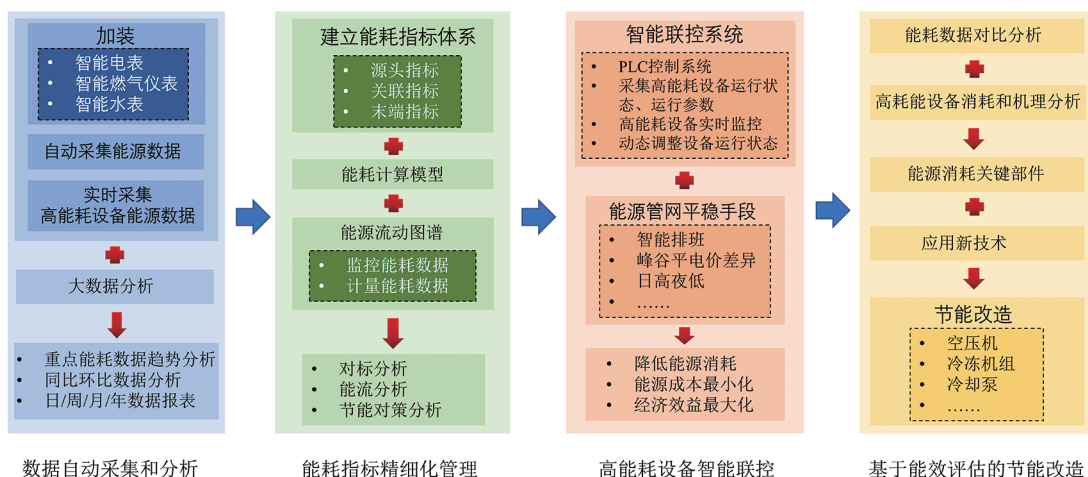 加装
• 智能电表
• 智能燃气仪表
• 智能水表
自动采集能源数据
实时采集
高能耗设备能源数据
大数据分析
• 重点能耗数据趋势分析
• 同比环比数据分析
• 日/周/月/年数据报表
数据自动采集和分析
建立能耗指标体系
• 源头指标
• 关联指标
• 末端指标
能耗计算模型
能源流动图谱
• 监控能耗数据
• 计量能耗数据
• 对标分析
• 能流分析
• 节能对策分析
能耗指标精细化管理
智能联控系统
• PLC控制系统
• 采集高能耗设备运行状
态、运行参数
• 高能耗设备实时监控
• 动态调整设备运行状态
能源管网平稳手段
• 智能排班
• 峰谷平电价差异
• 日高夜低
• ……
• 降低能源消耗
• 能源成本最小化
• 经济效益最大化
高能耗设备智能联控
能耗数据对比分析
高耗能设备消耗和机理分析
能源消耗关键部件
应用新技术
节能改造
• 空压机
• 冷冻机组
• 冷却泵
• ……
基于能效评估的节能改造